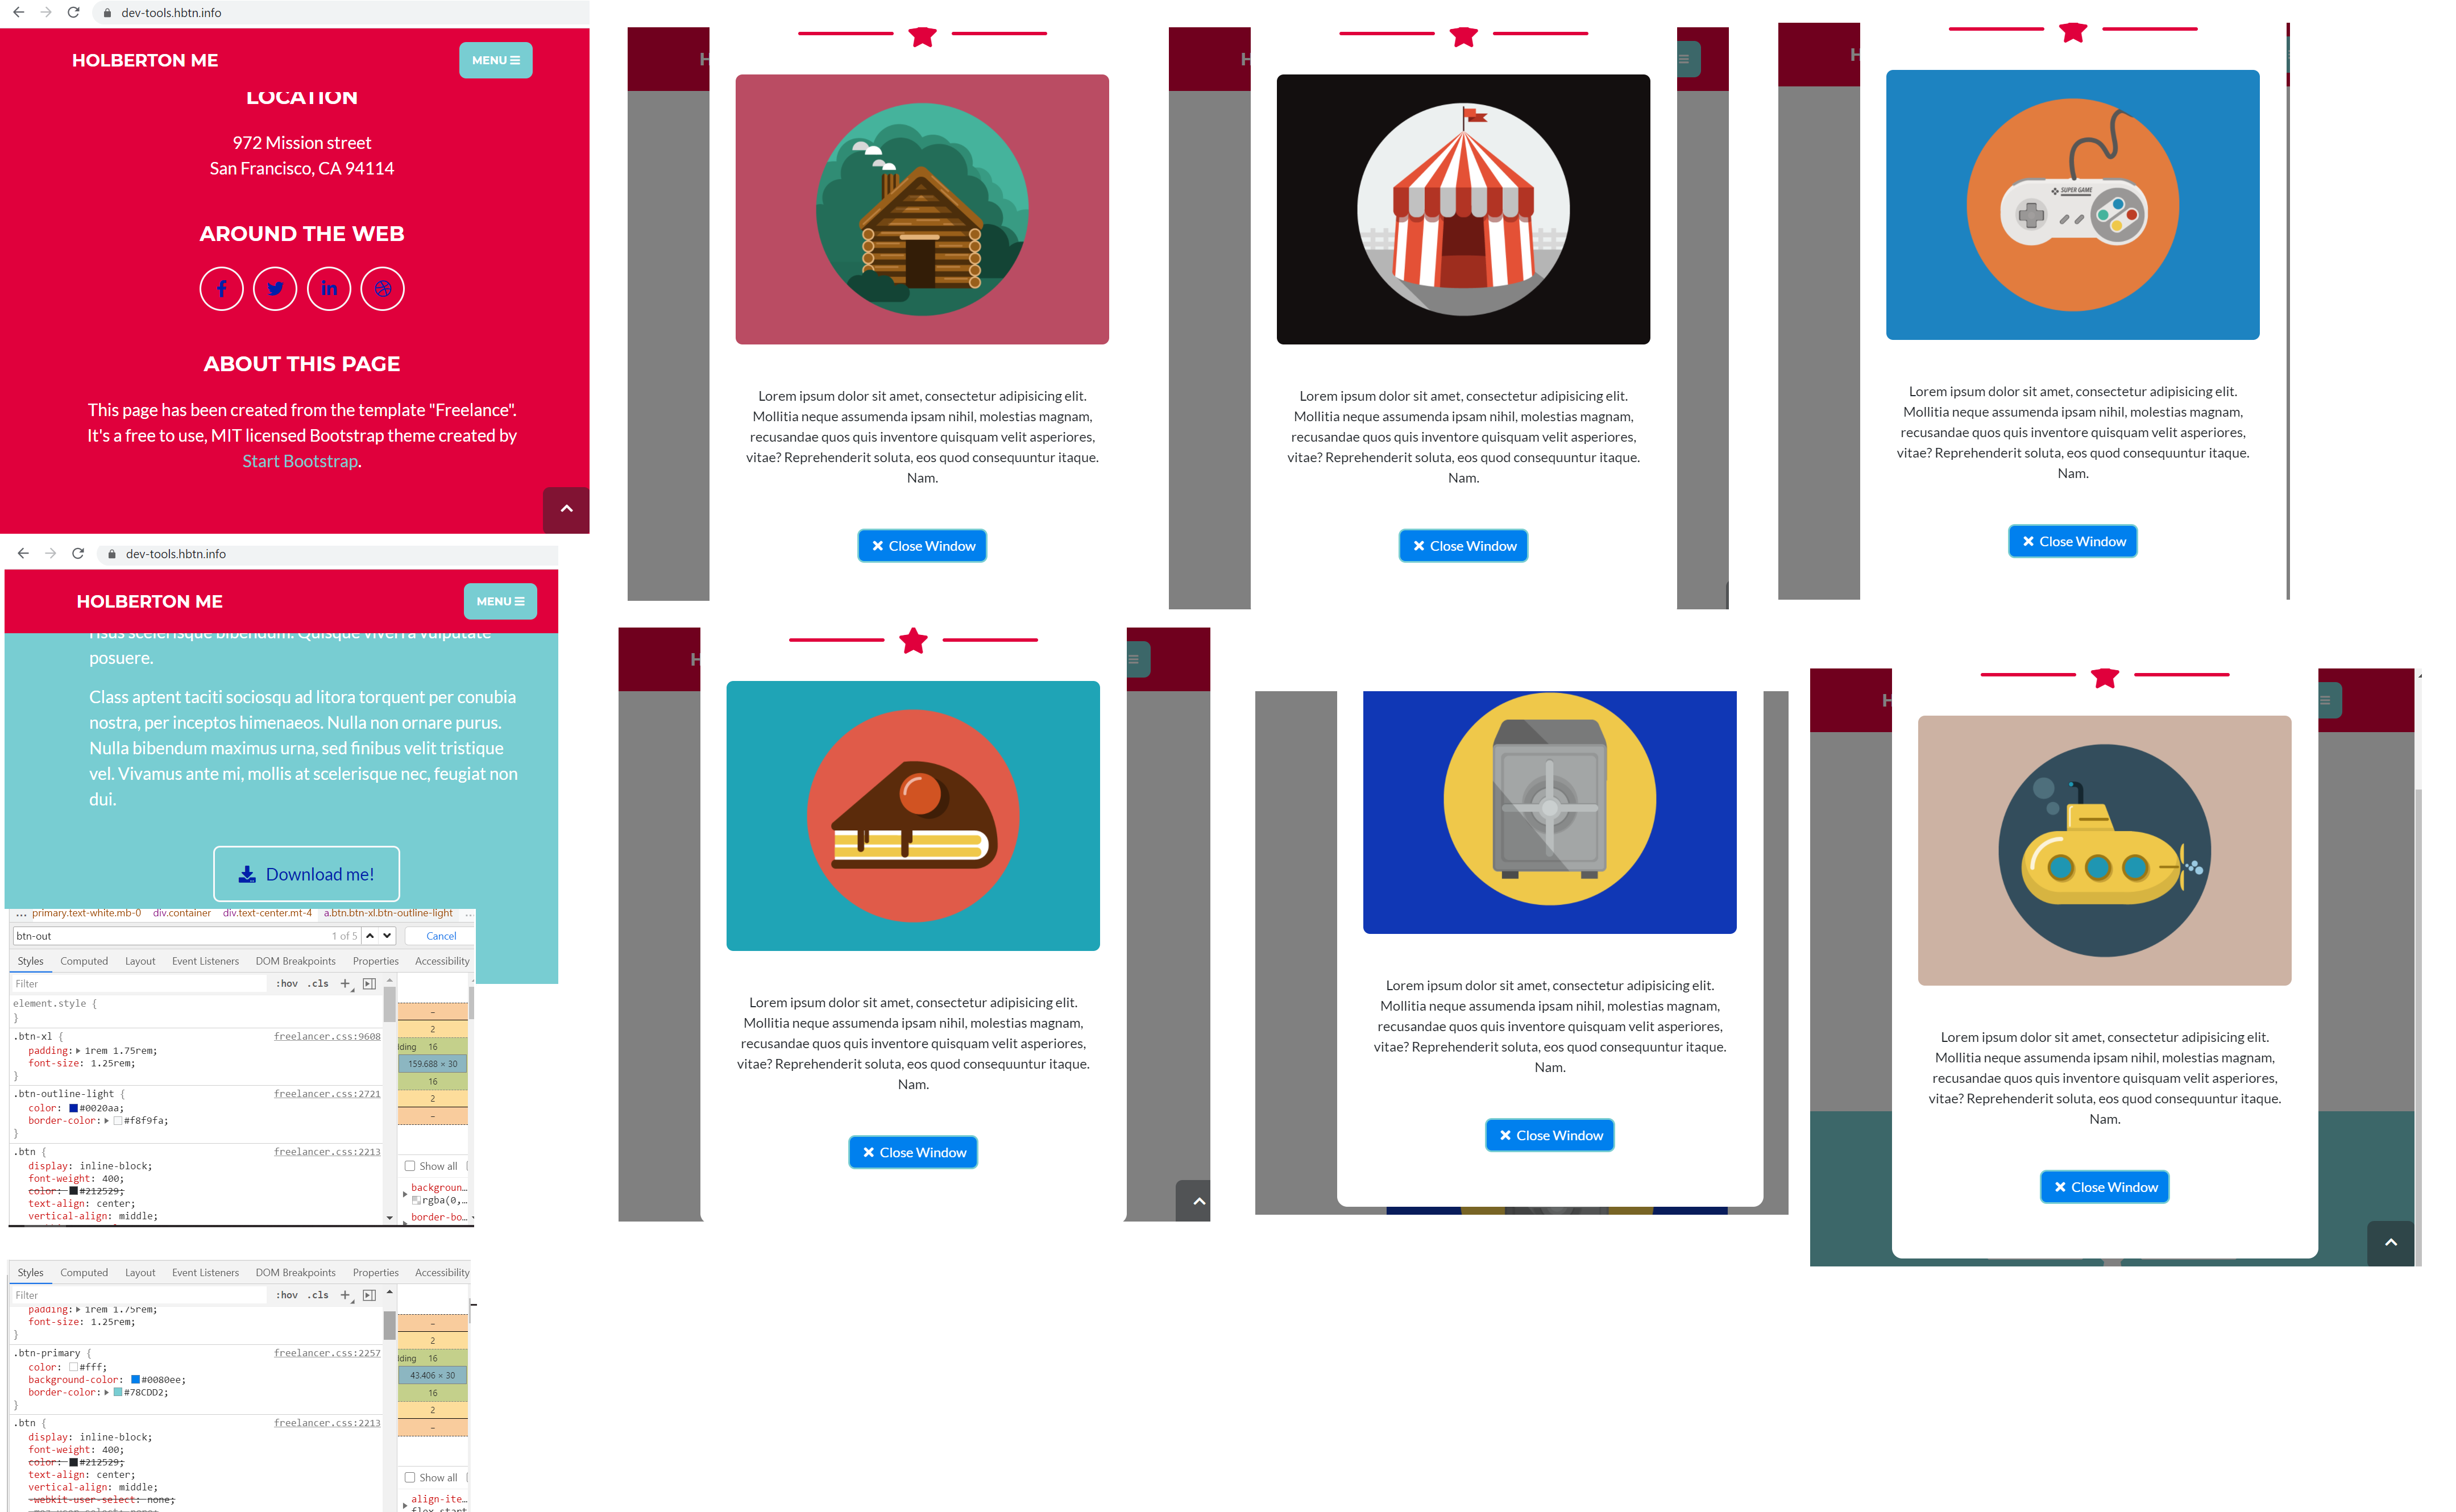 dev-tools.hbtn.info
HOLBERTON ME
MENU
LOCATION
972 Mission street
San Francisco, CA 94114
AROUND THE WEB
ABOUT THIS PAGE
This page has been created from the template "Freelance".
It's a free to use, MIT licensed Bootstrap theme created by
Start Bootstrap.
dev-tools.hbtn.info
HOLBERTON ME
MENU
risus scelerisque bibendum. Quisque viverra vulputate
posuere.
Class aptent taciti sociosqu ad litora torquent per conubia
nostra, per inceptos himenaeos. Nulla non ornare purus.
Nulla bibendum maximus urna, sed finibus velit tristique
vel. Vivamus ante mi, mollis at scelerisque nec, feugiat non
dui.
Download me!
... primary.text-white.mb-0 div.container div.text-center.mt-4 a.btn.btn-xl.btn-outline-light ...
btn-out 1 of 5 Cancel
Styles Computed Layout Event Listeners DOM Breakpoints Properties Accessibility
Filter :hov .cls +
element.style {
}
.btn-xl { freelancer.css:9608
padding: 1rem 1.75rem;
font-size: 1.25rem;
}
.btn-outline-light { freelancer.css:2721
color: #0020aa;
border-color: #f8f9fa;
}
.btn { freelancer.css:2213
display: inline-block;
font-weight: 400;
color: #212529;
text-align: center;
vertical-align: middle;
–
2
lding 16
159.688 × 30
16
2
–
Show all
backgroun...
rgba(0,...
border-bo...
Styles Computed Layout Event Listeners DOM Breakpoints Properties Accessibility
Filter :hov .cls +
padding: 1rem 1.75rem;
font-size: 1.25rem;
}
.btn-primary { freelancer.css:2257
color: #fff;
background-color: #0080ee;
border-color: #78CDD2;
}
.btn { freelancer.css:2213
display: inline-block;
font-weight: 400;
color: #212529;
text-align: center;
vertical-align: middle;
-webkit-user-select: none;
-moz-user-select: none;
–
2
lding 16
43.406 × 30
16
2
–
Show all
align-ite...
flex-start
H
Lorem ipsum dolor sit amet, consectetur adipisicing elit.
Mollitia neque assumenda ipsam nihil, molestias magnam,
recusandae quos quis inventore quisquam velit asperiores,
vitae? Reprehenderit soluta, eos quod consequuntur itaque.
Nam.
Close Window
H
Lorem ipsum dolor sit amet, consectetur adipisicing elit.
Mollitia neque assumenda ipsam nihil, molestias magnam,
recusandae quos quis inventore quisquam velit asperiores,
vitae? Reprehenderit soluta, eos quod consequuntur itaque.
Nam.
Close Window
H
SUPER GAME
Lorem ipsum dolor sit amet, consectetur adipisicing elit.
Mollitia neque assumenda ipsam nihil, molestias magnam,
recusandae quos quis inventore quisquam velit asperiores,
vitae? Reprehenderit soluta, eos quod consequuntur itaque.
Nam.
Close Window
H
Lorem ipsum dolor sit amet, consectetur adipisicing elit.
Mollitia neque assumenda ipsam nihil, molestias magnam,
recusandae quos quis inventore quisquam velit asperiores,
vitae? Reprehenderit soluta, eos quod consequuntur itaque.
Nam.
Close Window
Lorem ipsum dolor sit amet, consectetur adipisicing elit.
Mollitia neque assumenda ipsam nihil, molestias magnam,
recusandae quos quis inventore quisquam velit asperiores,
vitae? Reprehenderit soluta, eos quod consequuntur itaque.
Nam.
Close Window
H
Lorem ipsum dolor sit amet, consectetur adipisicing elit.
Mollitia neque assumenda ipsam nihil, molestias magnam,
recusandae quos quis inventore quisquam velit asperiores,
vitae? Reprehenderit soluta, eos quod consequuntur itaque.
Nam.
Close Window